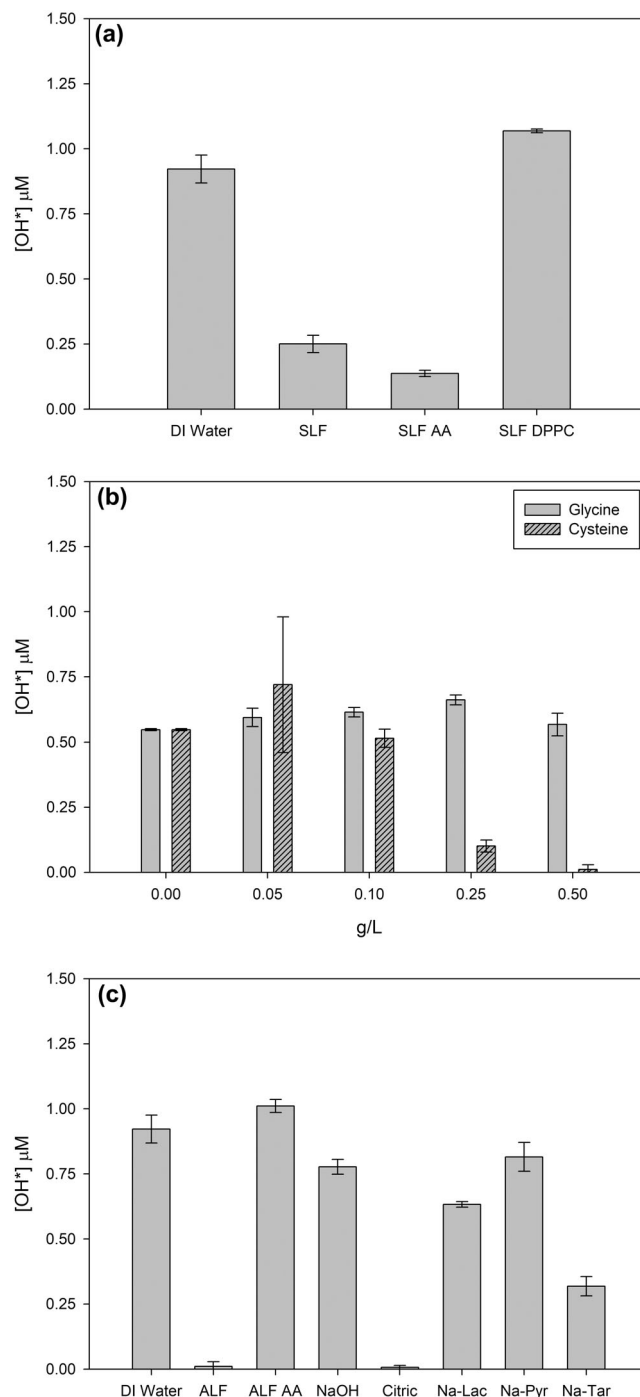 (a)
[OH*] µM
1.50
1.25
1.00
0.75
0.50
0.25
0.00
DI Water SLF SLF AA SLF DPPC
(b)
[OH*] µM
1.50
1.25
1.00
0.75
0.50
0.25
0.00
Glycine
Cysteine
0.00 0.05 0.10 0.25 0.50
g/L
(c)
[OH*] µM
1.50
1.25
1.00
0.75
0.50
0.25
0.00
DI Water ALF ALF AA NaOH Citric Na-Lac Na-Pyr Na-Tar